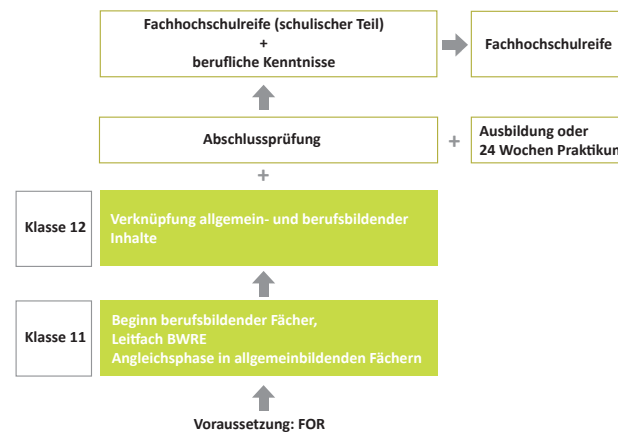 Fachhochschulreife (schulischer Teil)
+
berufliche Kenntnisse
Fachhochschulreife
Abschlussprüfung
+
Ausbildung oder
24 Wochen Praktikun
+
Klasse 12
Verknüpfung allgemein- und berufsbildender
Inhalte
Klasse 11
Beginn berufsbildender Fächer,
Leitfach BWRE
Angleichsphase in allgemeinbildenden Fächern
Voraussetzung: FOR